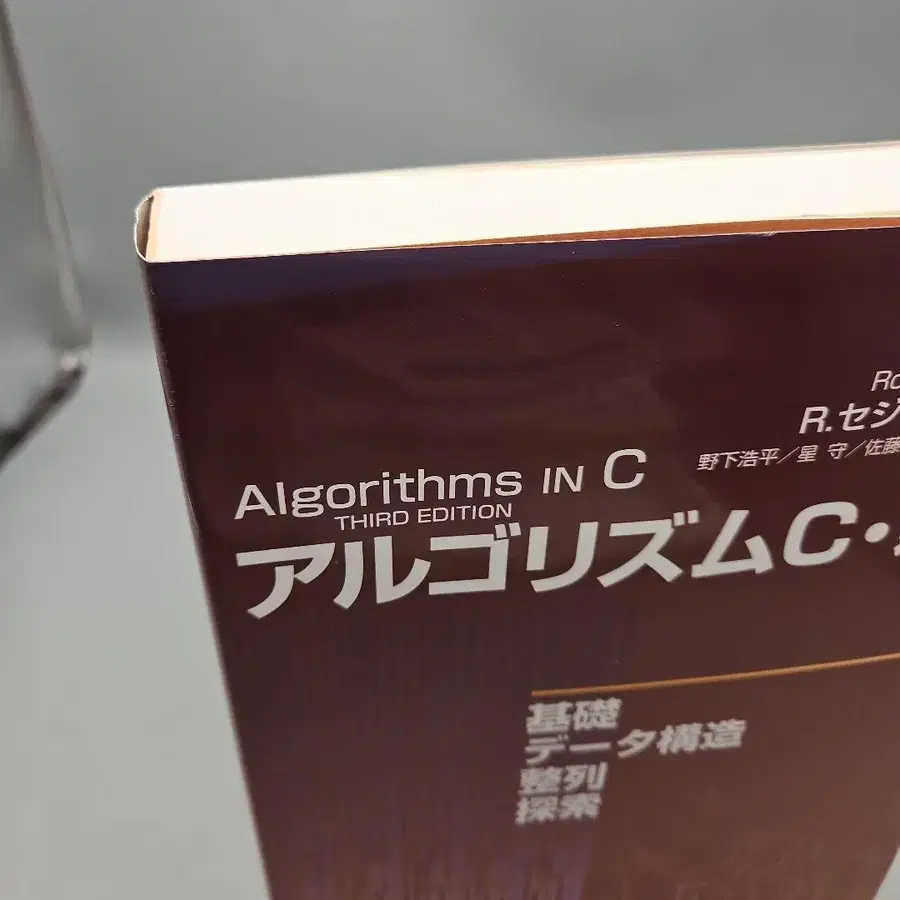 Ro
R.セジ
野下浩平／星 守／佐藤
Algorithms IN C
THIRD EDITION
アルゴリズムC・
基礎
データ構造
整列
探索